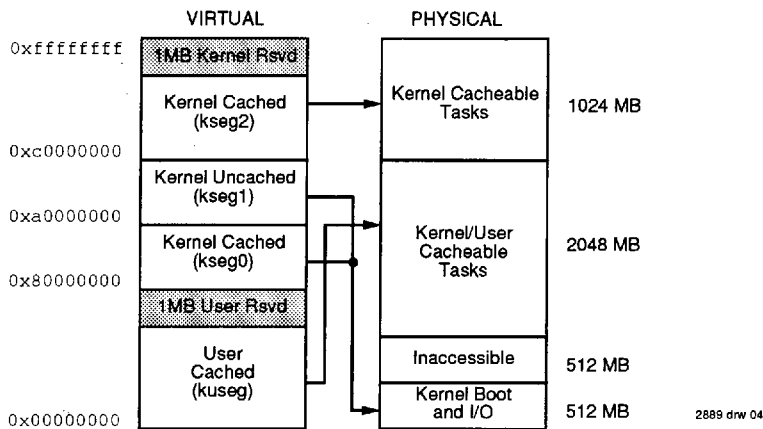 VIRTUAL
PHYSICAL
0xffffffff
1MB Kernel Rsvd
Kernel Cached
(kseg2)
Kernel Cacheable
Tasks
1024 MB
0xc0000000
Kernel Uncached
(kseg1)
0xa0000000
Kernel Cached
(kseg0)
Kernel/User
Cacheable
Tasks
2048 MB
0x80000000
1MB User Rsvd
User
Cached
(kuseg)
Inaccessible
512 MB
Kernel Boot
and I/O
512 MB
0x00000000
2889 drw 04